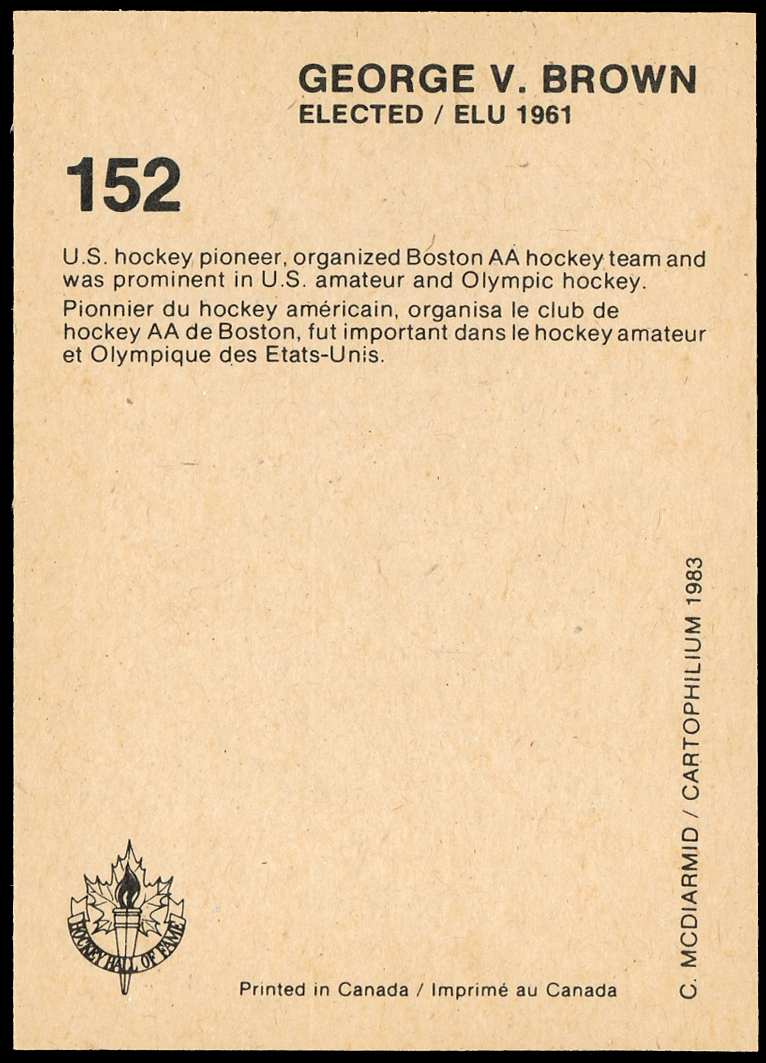 GEORGE V. BROWN
ELECTED / ELU 1961
152
U.S. hockey pioneer, organized Boston AA hockey team and
was prominent in U.S. amateur and Olympic hockey.
Pionnier du hockey américain, organisa le club de
hockey AA de Boston, fut important dans le hockey amateur
et Olympique des Etats-Unis.
C. MCDIARMID / CARTOPHILIUM 1983
HOCKEY HALL OF FAME
Printed in Canada / Imprimé au Canada